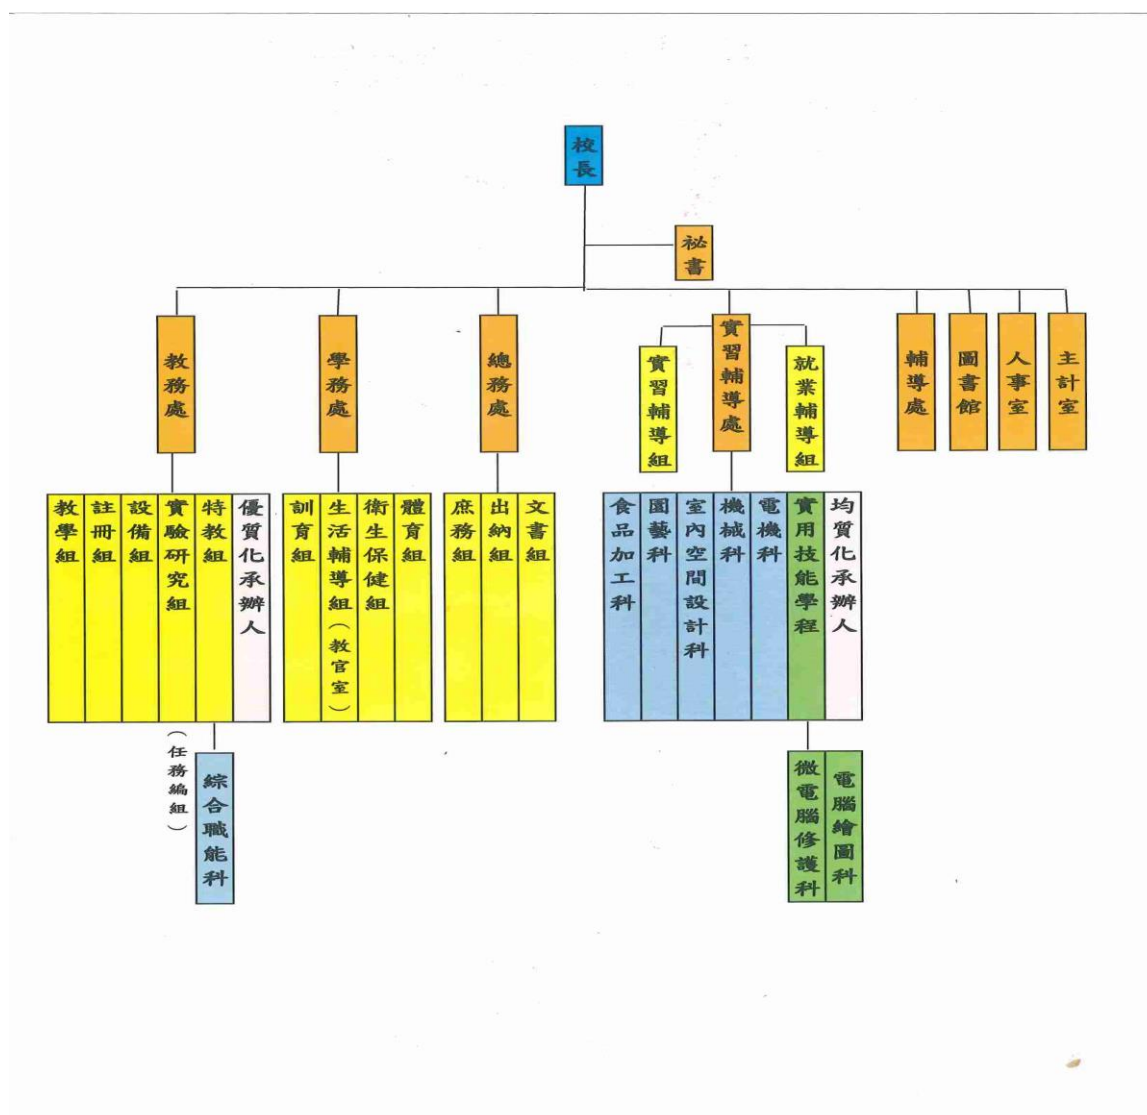 校長
祕書
教務處
學務處
總務處
實習輔導組
實習輔導處
就業輔導組
輔導處
圖書館
人事室
主計室
教學組
註冊組
設備組
實驗研究組
特教組
優質化承辦人
訓育組
生活輔導組(教官室)
衛生保健組
體育組
庶務組
出納組
文書組
食品加工科
園藝科
室內空間設計科
機械科
電機科
實用技能學程
均質化承辦人
(任務編組)
綜合職能科
微電腦修護科
電腦繪圖科